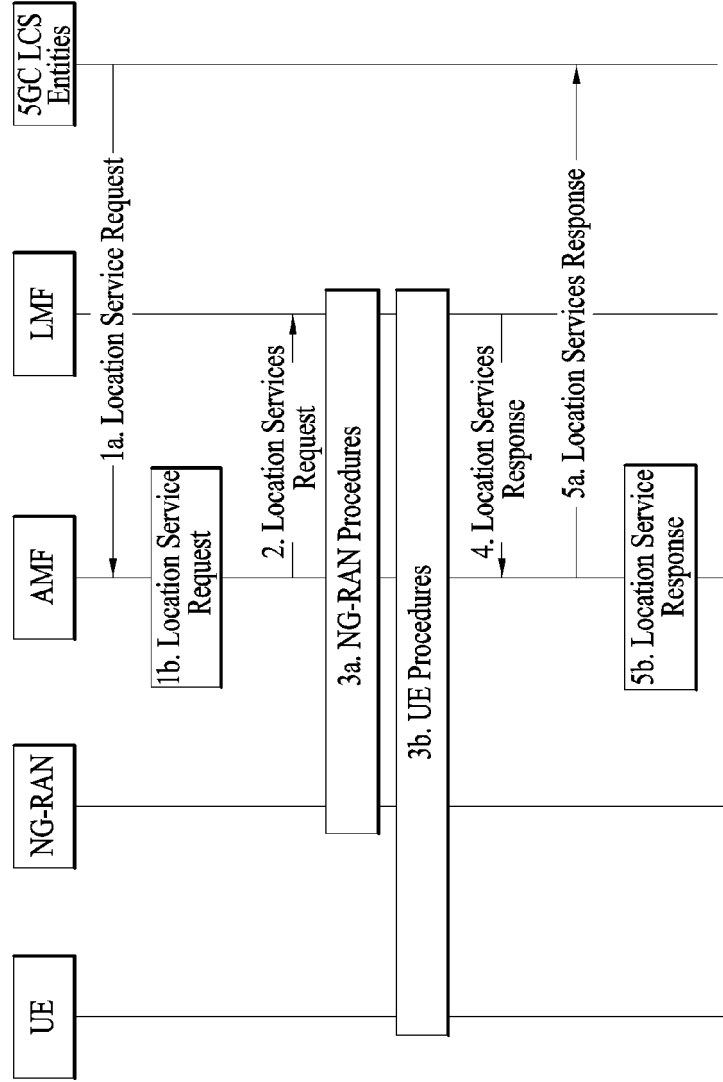 UE
NG-RAN
AMF
LMF
5GC LCS
Entities
1a. Location Service Request
1b. Location Service
Request
2. Location Services
Request
3a. NG-RAN Procedures
3b. UE Procedures
4. Location Services
Response
5a. Location Services Response
5b. Location Service
Response